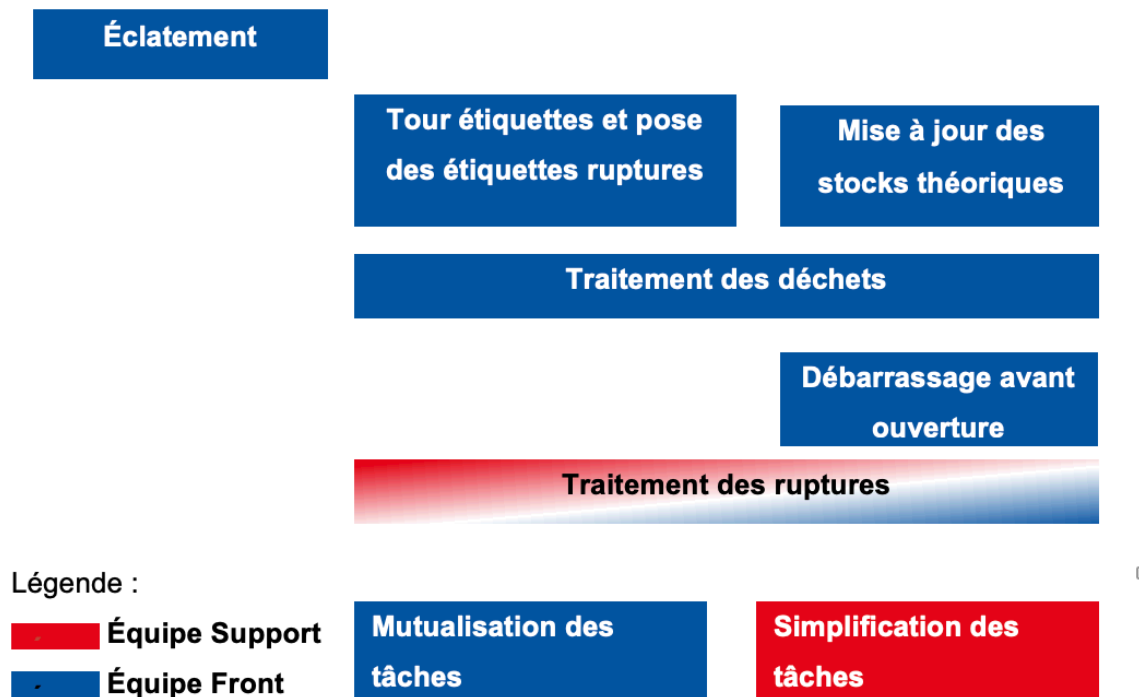 Éclatement
Tour étiquettes et pose
des étiquettes ruptures
Mise à jour des
stocks théoriques
Traitement des déchets
Débarrassage avant
ouverture
Traitement des ruptures
Légende :
Équipe Support
Équipe Front
Mutualisation des
tâches
Simplification des
tâches